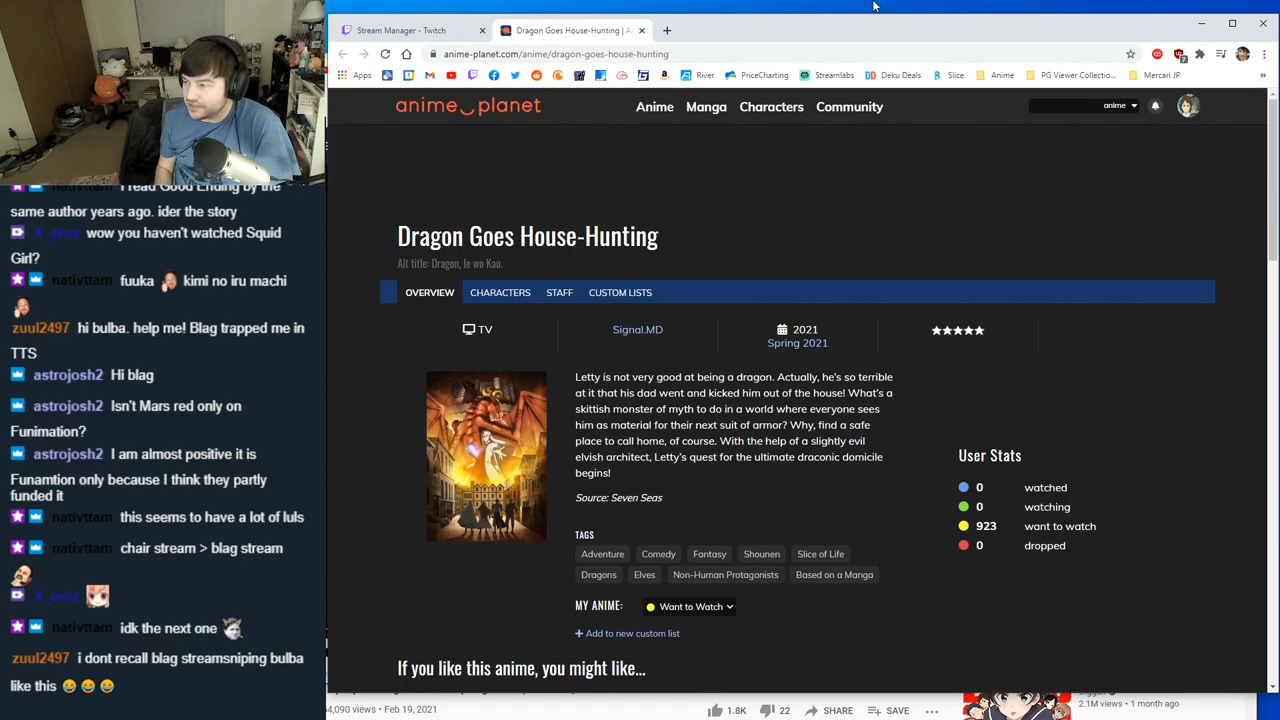 Stream Manager - Twitch
Dragon Goes House-Hunting | A
anime-planet.com/anime/dragon-goes-house-hunting
Apps
River
PriceCharting
Streamlabs
Deku Deals
Slice
Anime
PG Viewer Collectio...
Mercari JP
anime planet
Anime
Manga
Characters
Community
anime
Dragon Goes House-Hunting
Alt title: Dragon, Ie wo Kau.
OVERVIEW
CHARACTERS
STAFF
CUSTOM LISTS
TV
Signal.MD
2021
Spring 2021
Letty is not very good at being a dragon. Actually, he's so terrible
at it that his dad went and kicked him out of the house! What's a
skittish monster of myth to do in a world where everyone sees
him as material for their next suit of armor? Why, find a safe
place to call home, of course. With the help of a slightly evil
elvish architect, Letty's quest for the ultimate draconic domicile
begins!
Source: Seven Seas
TAGS
Adventure
Comedy
Fantasy
Shounen
Slice of Life
Dragons
Elves
Non-Human Protagonists
Based on a Manga
MY ANIME:
Want to Watch
+ Add to new custom list
If you like this anime, you might like...
User Stats
0 watched
0 watching
923 want to watch
0 dropped
nativttam I read Good Ending by the
same author years ago. ider the story
wow you haven't watched Squid
Girl?
nativttam fuuka kimi no iru machi
zuul2497 hi bulba. help me! Blag trapped me in
TTS
astrojosh2 Hi blag
astrojosh2 Isn't Mars red only on
Funimation?
astrojosh2 I am almost positive it is
Funamtion only because I think they partly
funded it
nativttam this seems to have a lot of luls
nativttam chair stream > blag stream
nativttam idk the next one
zuul2497 i dont recall blag streamsniping bulba
like this
4,090 views • Feb 19, 2021
1.8K
22
SHARE
SAVE
2.1M views • 1 month ago